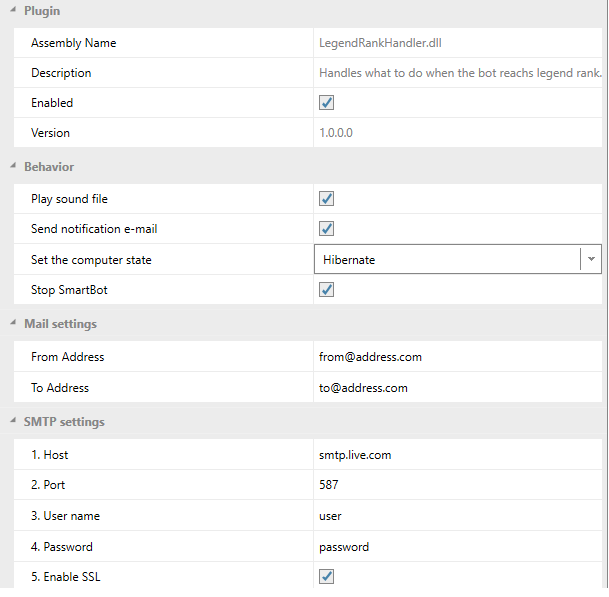 Plugin
Assembly Name LegendRankHandler.dll
Description Handles what to do when the bot reachs legend rank.
Enabled
Version 1.0.0.0
Behavior
Play sound file
Send notification e-mail
Set the computer state Hibernate
Stop SmartBot
Mail settings
From Address from@address.com
To Address to@address.com
SMTP settings
1. Host smtp.live.com
2. Port 587
3. User name user
4. Password password
5. Enable SSL